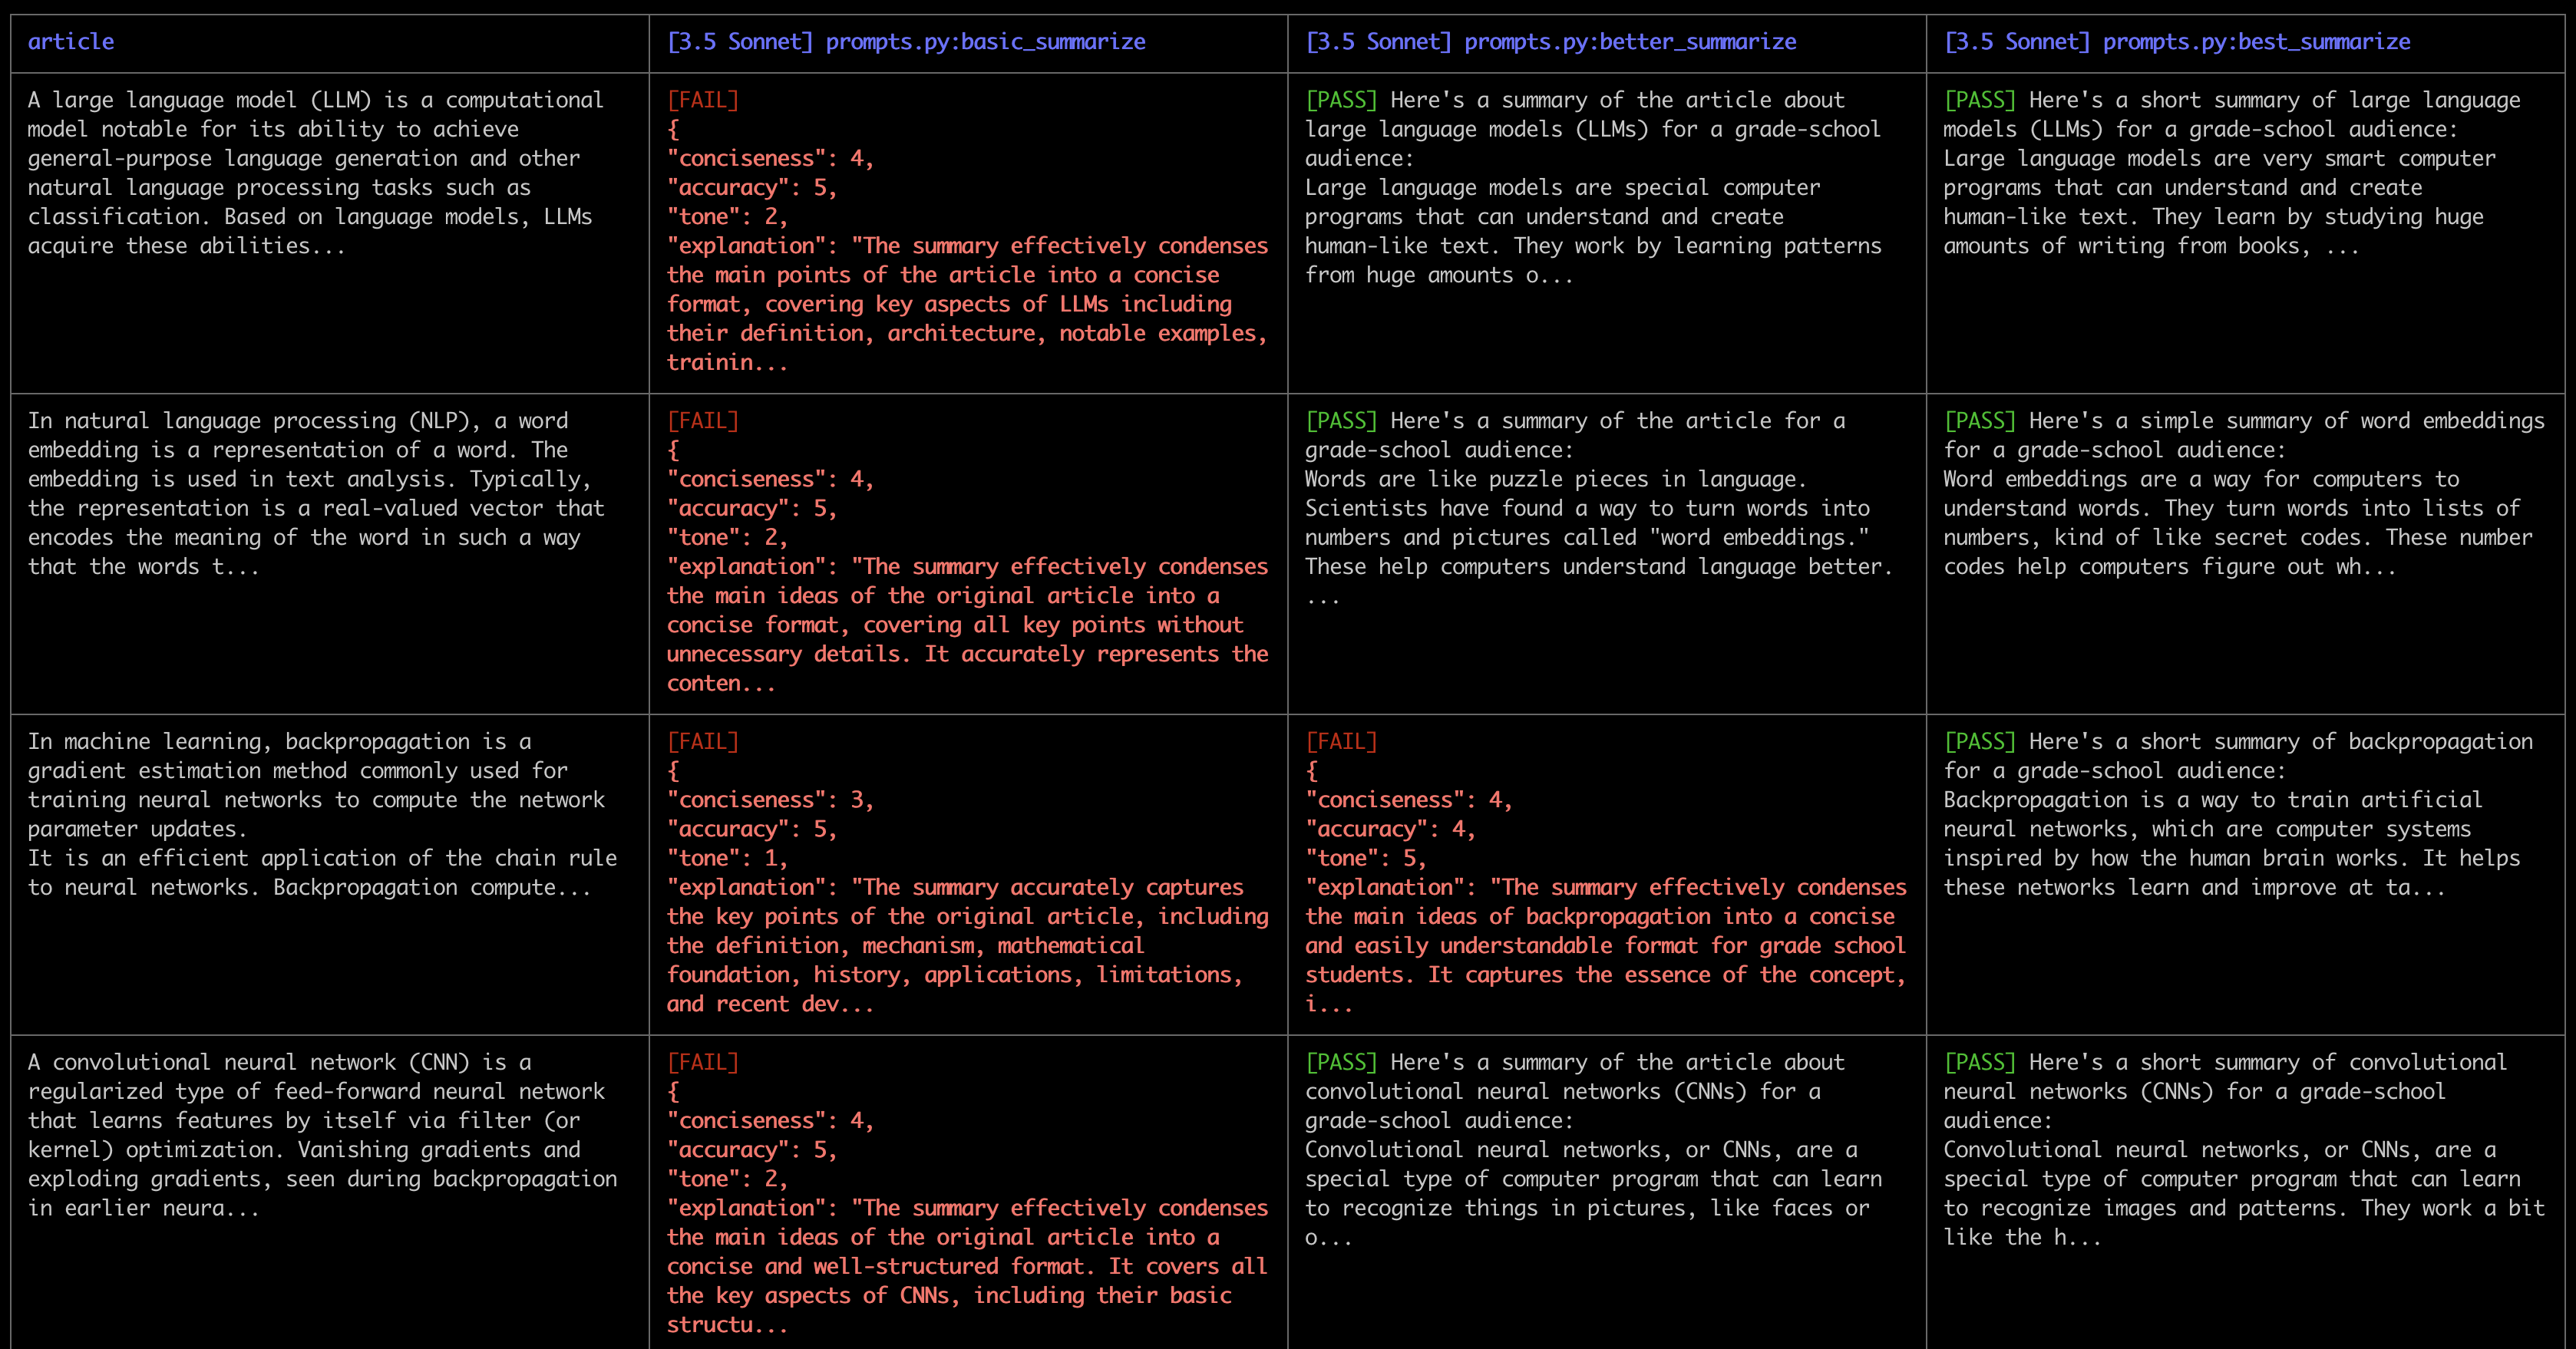 article
[3.5 Sonnet] prompts.py:basic_summarize
[3.5 Sonnet] prompts.py:better_summarize
[3.5 Sonnet] prompts.py:best_summarize
A large language model (LLM) is a computational
model notable for its ability to achieve
general-purpose language generation and other
natural language processing tasks such as
classification. Based on language models, LLMs
acquire these abilities...
[FAIL]
{
"conciseness": 4,
"accuracy": 5,
"tone": 2,
"explanation": "The summary effectively condenses
the main points of the article into a concise
format, covering key aspects of LLMs including
their definition, architecture, notable examples,
trainin...
[PASS] Here's a summary of the article about
large language models (LLMs) for a grade-school
audience:
Large language models are special computer
programs that can understand and create
human-like text. They work by learning patterns
from huge amounts o...
[PASS] Here's a short summary of large language
models (LLMs) for a grade-school audience:
Large language models are very smart computer
programs that can understand and create
human-like text. They learn by studying huge
amounts of writing from books, ...
In natural language processing (NLP), a word
embedding is a representation of a word. The
embedding is used in text analysis. Typically,
the representation is a real-valued vector that
encodes the meaning of the word in such a way
that the words t...
[FAIL]
{
"conciseness": 4,
"accuracy": 5,
"tone": 2,
"explanation": "The summary effectively condenses
the main ideas of the original article into a
concise format, covering all key points without
unnecessary details. It accurately represents the
conten...
[PASS] Here's a summary of the article for a
grade-school audience:
Words are like puzzle pieces in language.
Scientists have found a way to turn words into
numbers and pictures called "word embeddings."
These help computers understand language better.
...
[PASS] Here's a simple summary of word embeddings
for a grade-school audience:
Word embeddings are a way for computers to
understand words. They turn words into lists of
numbers, kind of like secret codes. These number
codes help computers figure out wh...
In machine learning, backpropagation is a
gradient estimation method commonly used for
training neural networks to compute the network
parameter updates.
It is an efficient application of the chain rule
to neural networks. Backpropagation compute...
[FAIL]
{
"conciseness": 3,
"accuracy": 5,
"tone": 1,
"explanation": "The summary accurately captures
the key points of the original article, including
the definition, mechanism, mathematical
foundation, history, applications, limitations,
and recent dev...
[FAIL]
{
"conciseness": 4,
"accuracy": 4,
"tone": 5,
"explanation": "The summary effectively condenses
the main ideas of backpropagation into a concise
and easily understandable format for grade school
students. It captures the essence of the concept,
i...
[PASS] Here's a short summary of backpropagation
for a grade-school audience:
Backpropagation is a way to train artificial
neural networks, which are computer systems
inspired by how the human brain works. It helps
these networks learn and improve at ta...
A convolutional neural network (CNN) is a
regularized type of feed-forward neural network
that learns features by itself via filter (or
kernel) optimization. Vanishing gradients and
exploding gradients, seen during backpropagation
in earlier neura...
[FAIL]
{
"conciseness": 4,
"accuracy": 5,
"tone": 2,
"explanation": "The summary effectively condenses
the main ideas of the original article into a
concise and well-structured format. It covers all
the key aspects of CNNs, including their basic
structu...
[PASS] Here's a summary of the article about
convolutional neural networks (CNNs) for a
grade-school audience:
Convolutional neural networks, or CNNs, are a
special type of computer program that can learn
to recognize things in pictures, like faces or
o...
[PASS] Here's a short summary of convolutional
neural networks (CNNs) for a grade-school
audience:
Convolutional neural networks, or CNNs, are a
special type of computer program that can learn
to recognize images and patterns. They work a bit
like the h...